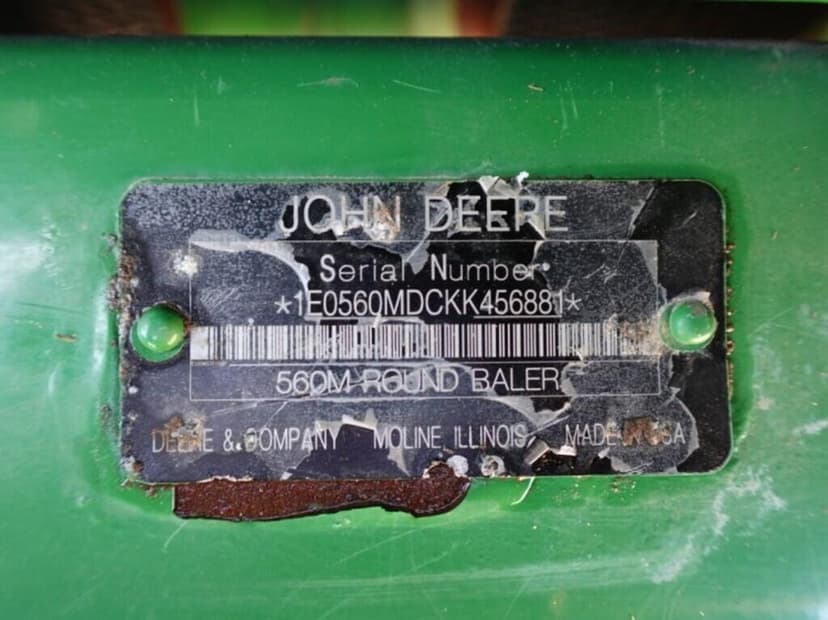 JOHN DEERE
Serial Number
*1E0560MDCKK456881*
560M ROUND BALER
DEERE & COMPANY MOLINE, ILLINOIS MADE IN USA